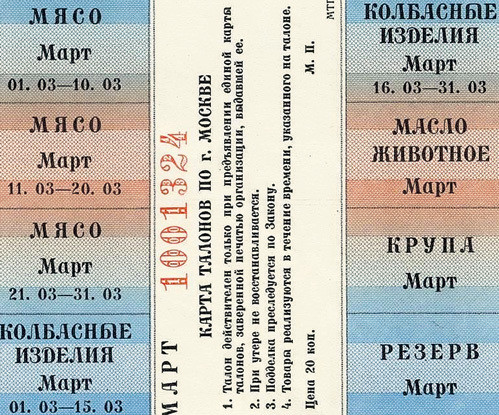 МЯСО
Март
01. 03—10. 03
МЯСО
Март
11. 03—20. 03
МЯСО
Март
21. 03—31. 03
КОЛБАСНЫЕ
ИЗДЕЛИЯ
Март
01. 03—15. 03
МАРТ
1001324
КАРТА ТАЛОНОВ ПО г. МОСКВЕ
1. Талон действителен только при предъявлении единой карты
талонов, заверенной печатью организации, выдавшей ее.
2. При утере не восстанавливается.
3. Подделка преследуется по Закону.
4. Товары реализуются в течение времени, указанного на талоне.
Цена 20 коп.
М. П.
МТГ
КОЛБАСНЫЕ
ИЗДЕЛИЯ
Март
16. 03—31. 03
МАСЛО
ЖИВОТНОЕ
Март
КРУПА
Март
РЕЗЕРВ
Март